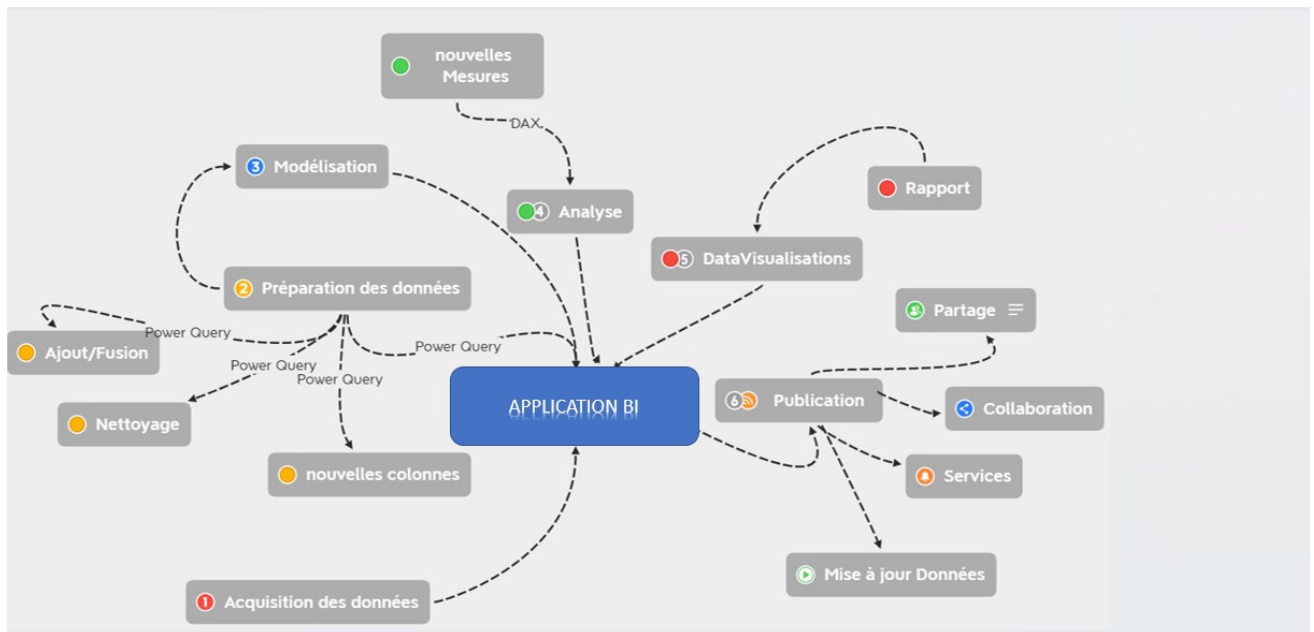 nouvelles
Mesures
DAX
3 Modélisation
Rapport
4 Analyse
5 DataVisualisations
2 Préparation des données
Partage
Power Query
Ajout/Fusion
Power Query
Power Query
Power Query
APPLICATION BI
6 Publication
Collaboration
Nettoyage
nouvelles colonnes
Services
Mise à jour Données
1 Acquisition des données